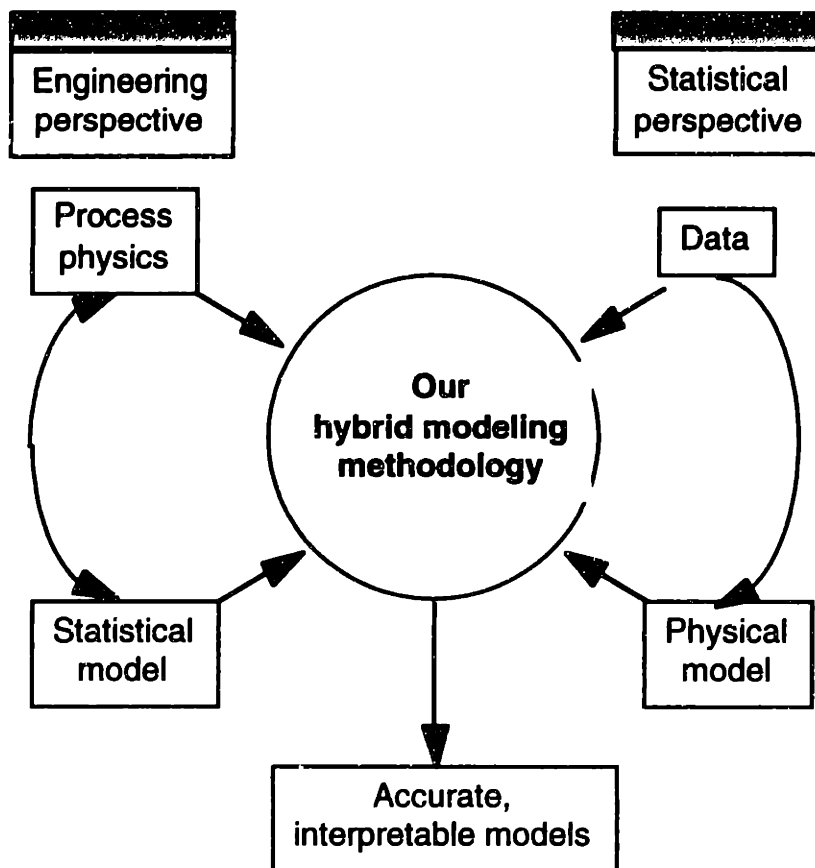 Engineering
perspective
Statistical
perspective
Process
physics
Data
Our
hybrid modeling
methodology
Statistical
model
Physical
model
Accurate,
interpretable models